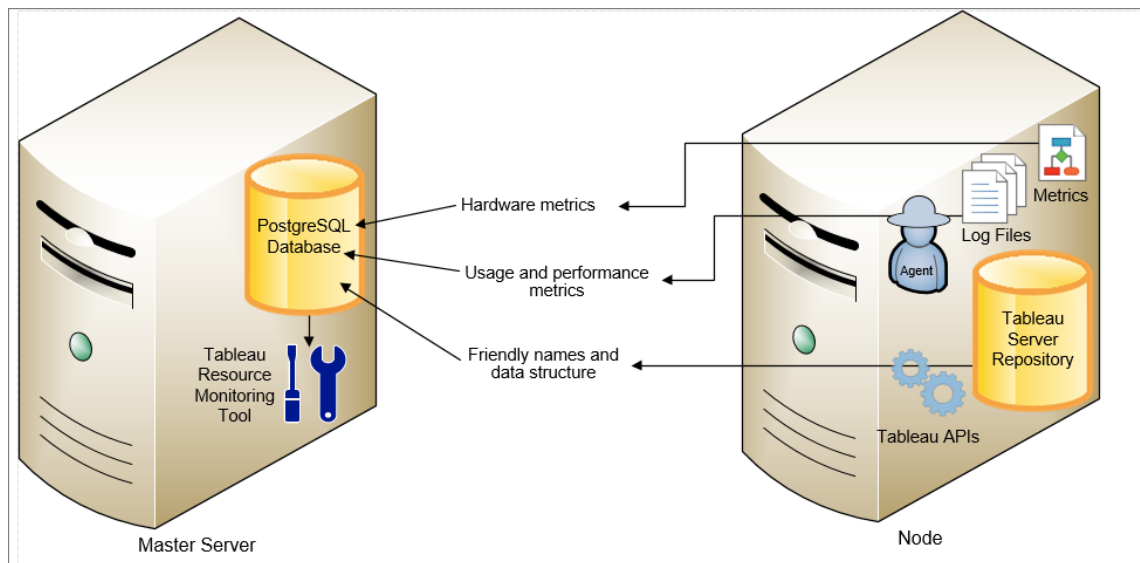 PostgreSQL
Database
Tableau
Resource
Monitoring
Tool
Master Server
Hardware metrics
Usage and performance
metrics
Friendly names and
data structure
Metrics
Log Files
Agent
Tableau
Server
Repository
Tableau APIs
Node